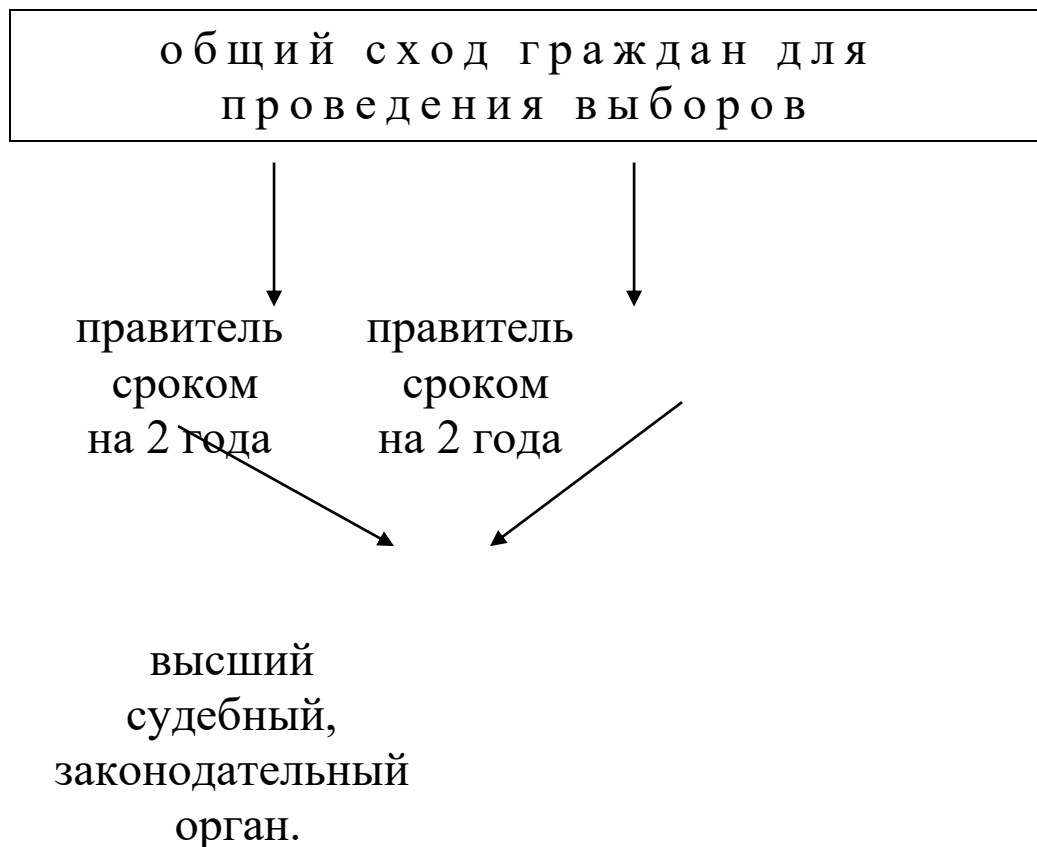 общий сход граждан для
проведения выборов
правитель правитель
сроком сроком
на 2 года на 2 года
высший
судебный,
законодательный
орган.